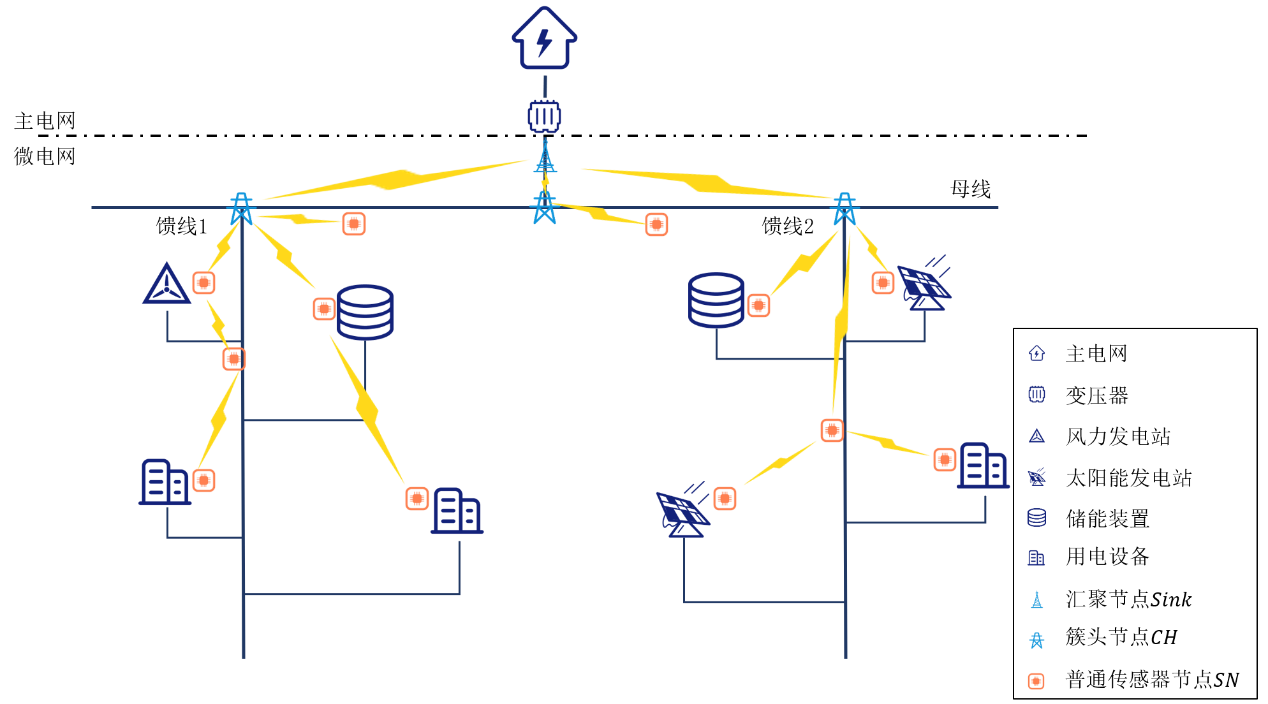 主电网
微电网
母线
馈线1
馈线2
主电网
变压器
风力发电站
太阳能发电站
储能装置
用电设备
汇聚节点Sink
簇头节点CH
普通传感器节点SN